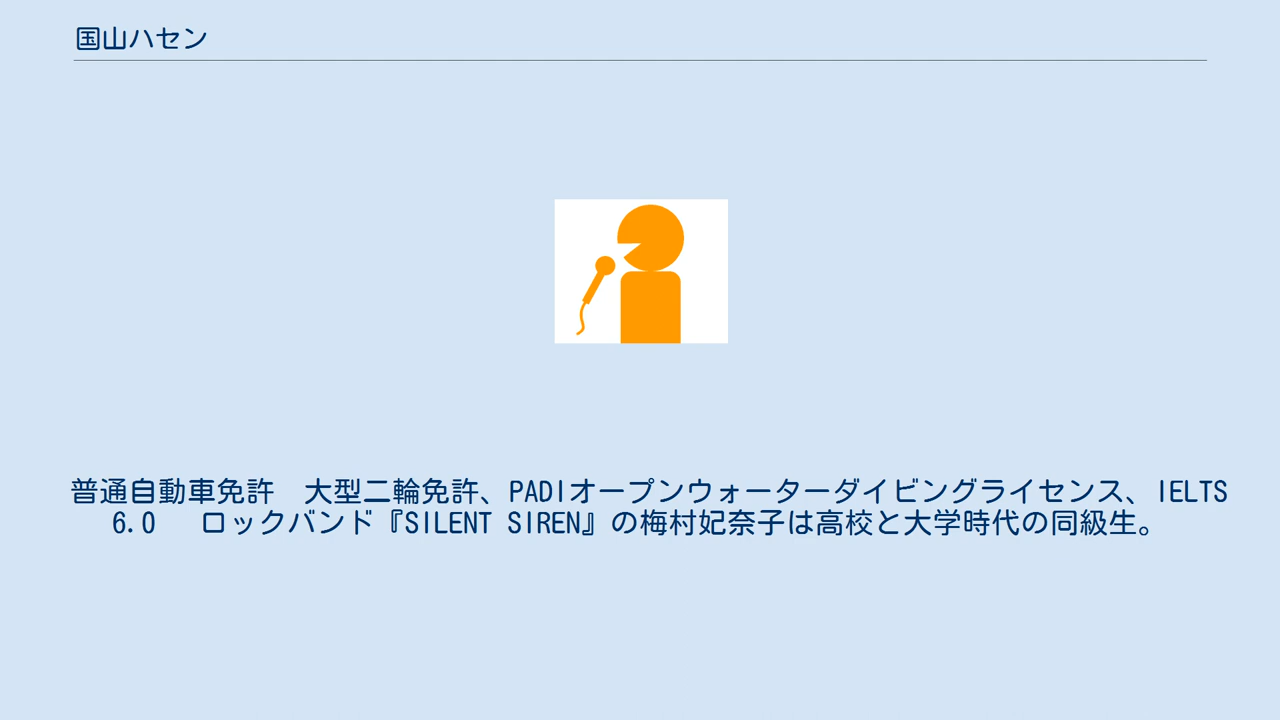 国山ハセン
普通自動車免許　大型二輪免許、PADIオープンウォーターダイビングライセンス、IELTS
6.0　ロックバンド『SILENT SIREN』の梅村妃奈子は高校と大学時代の同級生。